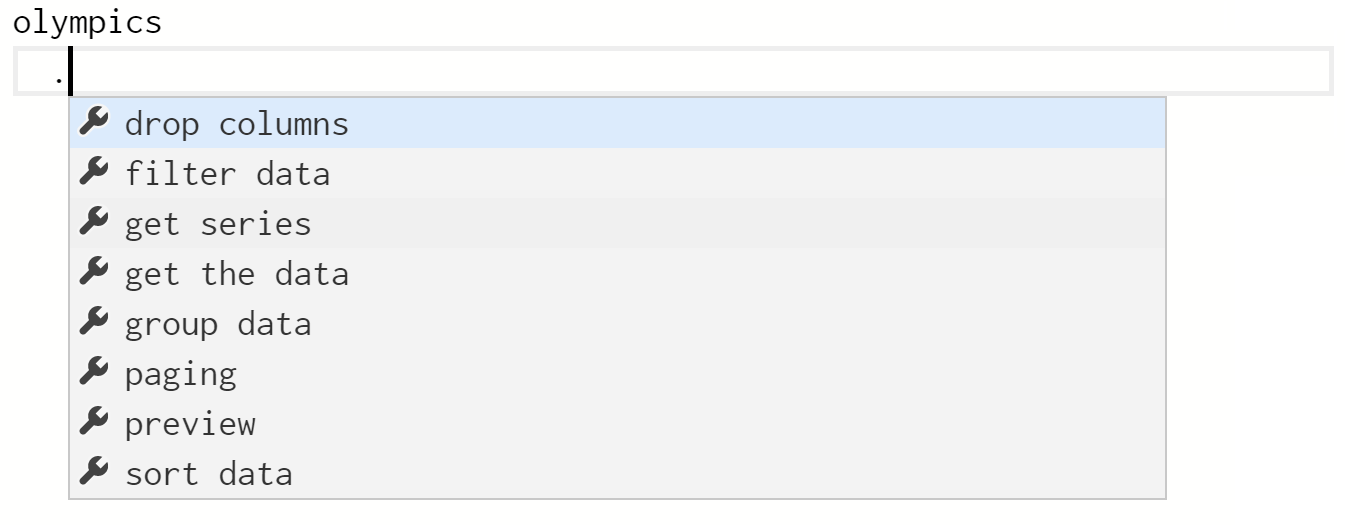 olympics
.
drop columns
filter data
get series
get the data
group data
paging
preview
sort data